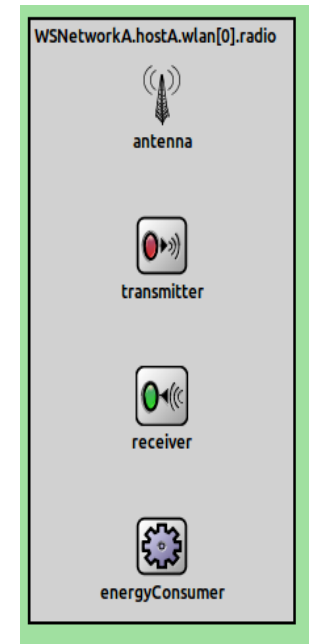 WSNetworkA.hostA.wlan[0].radio
antenna
transmitter
receiver
energyConsumer